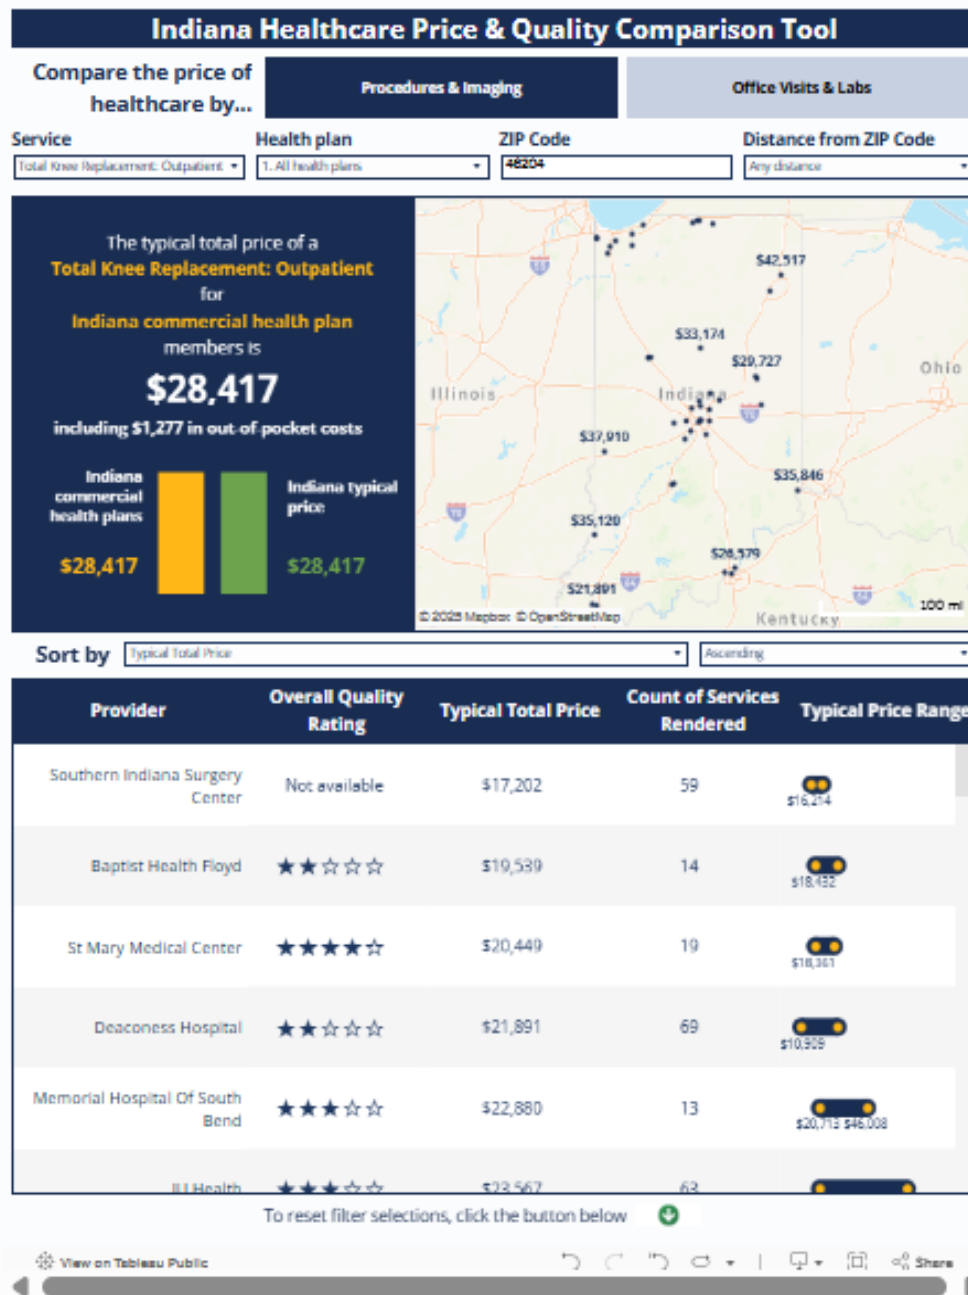 Indiana Healthcare Price & Quality Comparison Tool
Compare the price of
healthcare by...
Procedures & Imaging
Office Visits & Labs
Service
Health plan
ZIP Code
Distance from ZIP Code
Total Knee Replacement: Outpatient
1. All health plans
46204
Any distance
The typical total price of a
Total Knee Replacement: Outpatient
for
Indiana commercial health plan
members is
$28,417
including $1,277 in out of pocket costs
Indiana
commercial
health plans
$28,417
Indiana typical
price
$28,417
$42,517
$33,174
$29,727
Ohio
Illinois
Indiana
$37,910
$35,846
$35,120
$26,579
$21,891
Kentucky
100 mi
© 2025 Mapbox © OpenStreetMap
Sort by
Typical Total Price
Ascending
Provider
Overall Quality
Rating
Typical Total Price
Count of Services
Rendered
Typical Price Range
Southern Indiana Surgery
Center
Not available
$17,202
59
$16,214
Baptist Health Floyd
★★☆☆☆
$19,539
14
$18,432
St Mary Medical Center
★★★★☆
$20,449
19
$18,361
Deaconess Hospital
★★☆☆☆
$21,891
69
$10,909
Memorial Hospital Of South
Bend
★★★☆☆
$22,880
13
$20,713 $46,008
IU Health
★★★☆☆
$23,567
63
To reset filter selections, click the button below
View on Tableau Public
Share